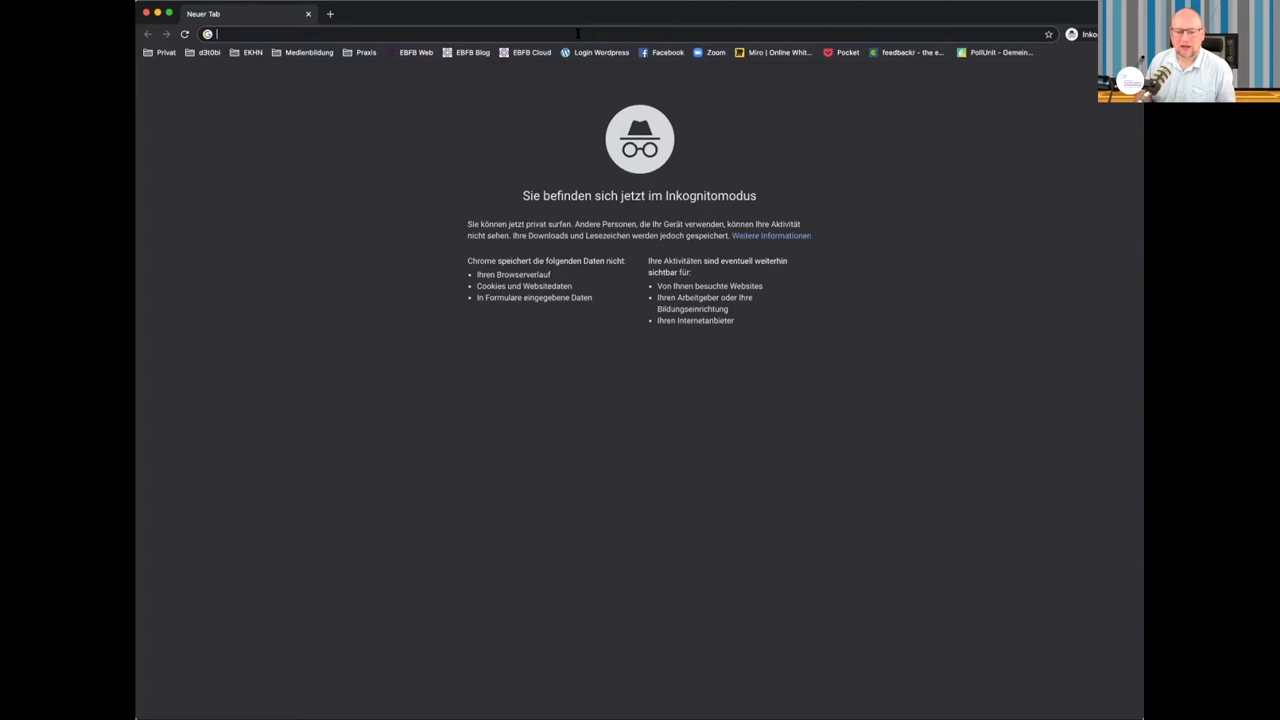 Neuer Tab
Inko
Privat d3t0bi EKHN Medienbildung Praxis EBFB Web EBFB Blog EBFB Cloud Login Wordpress Facebook Zoom Miro | Online Whit... Pocket feedbackr - the e... PollUnit - Gemein...
Sie befinden sich jetzt im Inkognitomodus
Sie können jetzt privat surfen. Andere Personen, die Ihr Gerät verwenden, können Ihre Aktivität
nicht sehen. Ihre Downloads und Lesezeichen werden jedoch gespeichert. Weitere Informationen
Chrome speichert die folgenden Daten nicht:
Ihren Browserverlauf
Cookies und Websitedaten
In Formulare eingegebene Daten
Ihre Aktivitäten sind eventuell weiterhin
sichtbar für:
Von Ihnen besuchte Websites
Ihren Arbeitgeber oder Ihre
Bildungseinrichtung
Ihren Internetanbieter